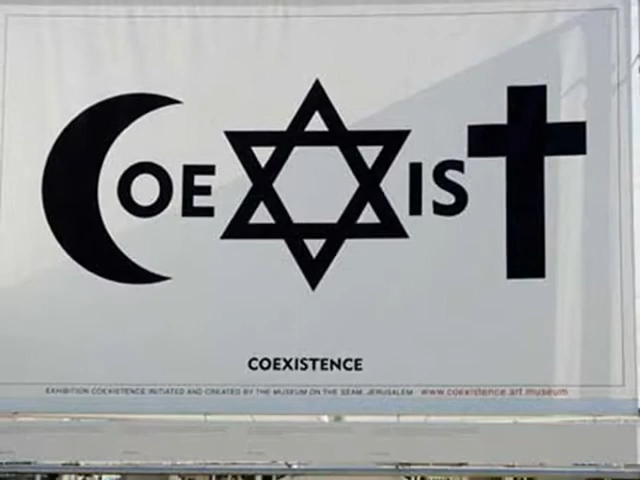 COEXIST
COEXISTENCE
EXHIBITION COEXISTENCE INITIATED AND CREATED BY THE MUSEUM ON THE SEAM, JERUSALEM - www.coexistence.art.museum